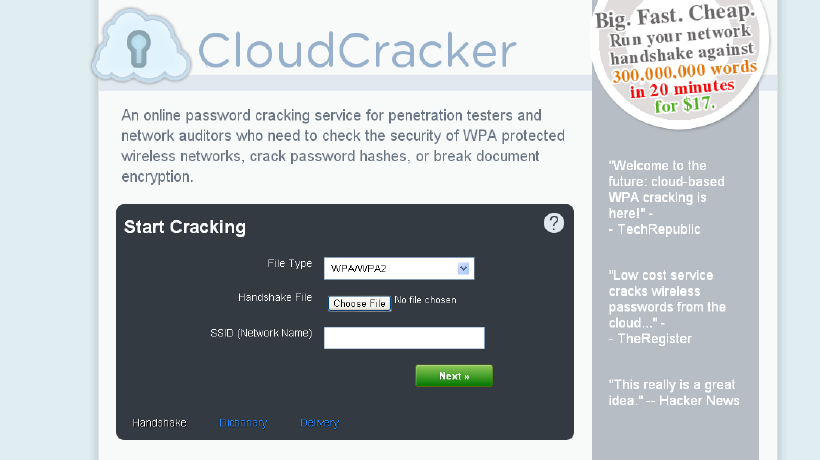 CloudCracker
Big. Fast. Cheap.
Run your network
handshake against
300,000,000 words
in 20 minutes
for $17.
An online password cracking service for penetration testers and
network auditors who need to check the security of WPA protected
wireless networks, crack password hashes, or break document
encryption.
Start Cracking
?
File Type
WPA/WPA2
Handshake File
Choose File No file chosen
SSID (Network Name)
Next »
Handshake Dictionary Delivery
"Welcome to the
future: cloud-based
WPA cracking is
here!" -
- TechRepublic
"Low cost service
cracks wireless
passwords from the
cloud..." -
- TheRegister
"This really is a great
idea." -- Hacker News